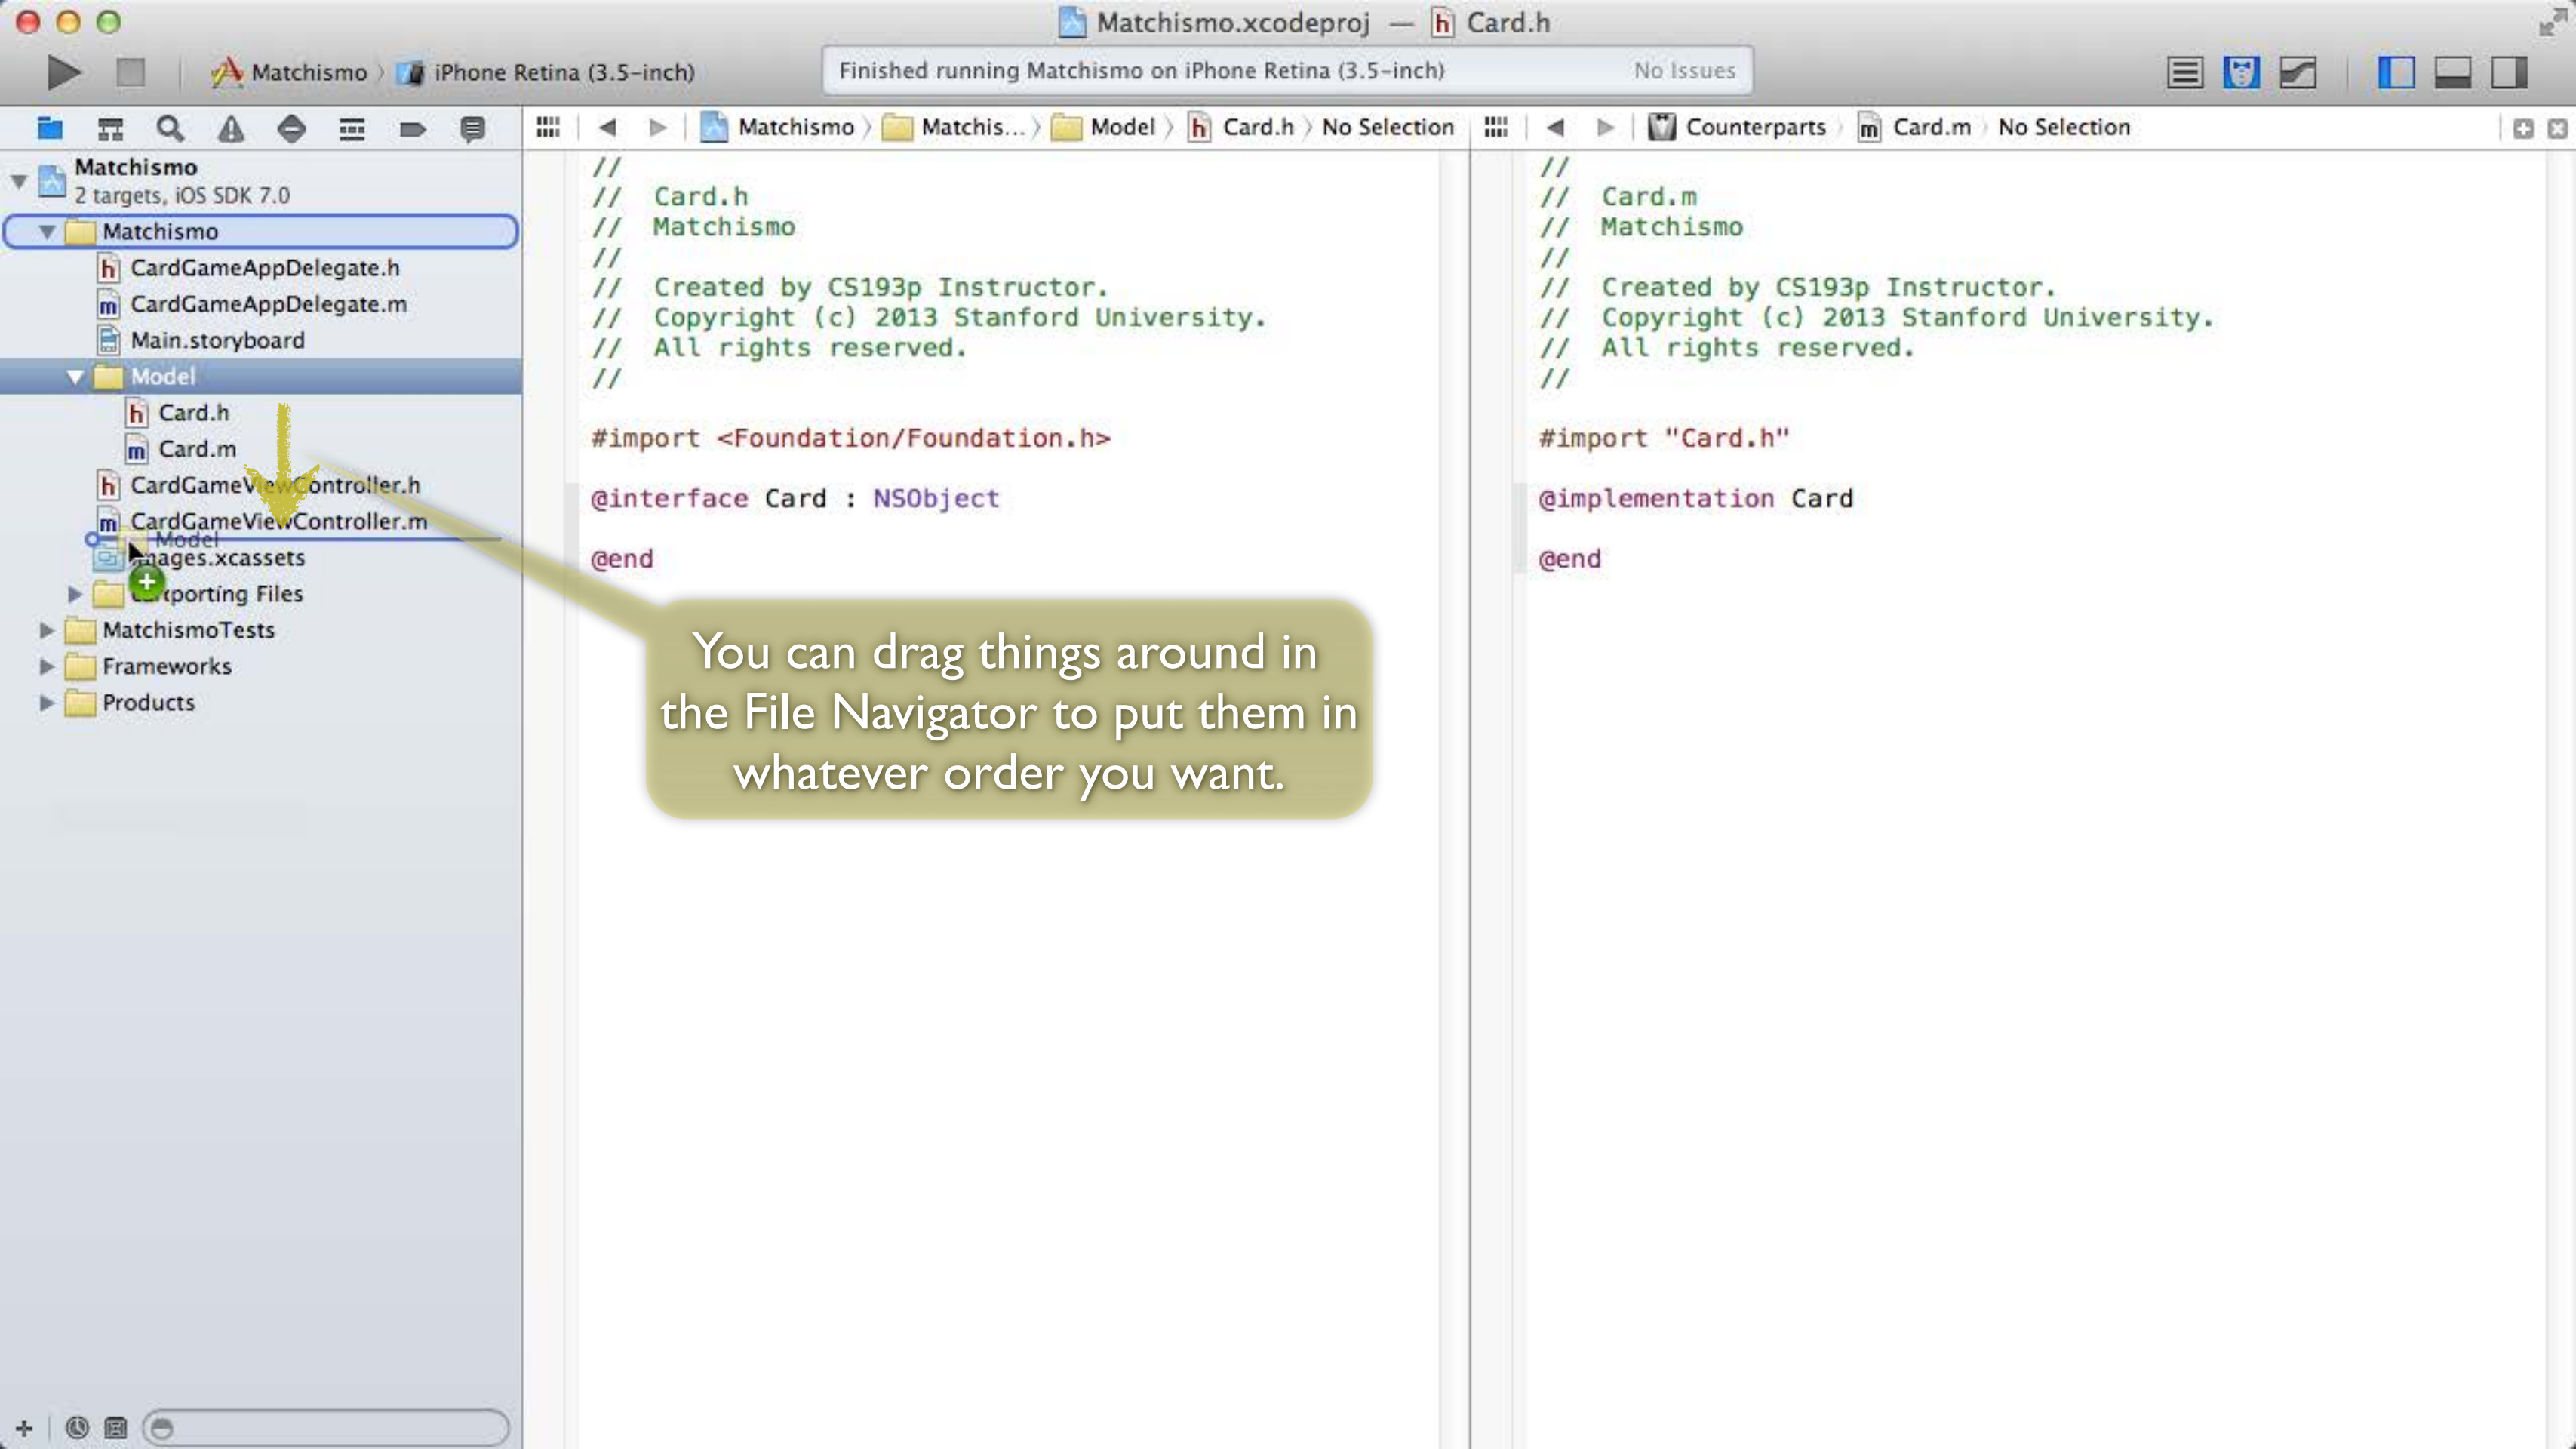 Matchismo.xcodeproj — h Card.h
Matchismo iPhone Retina (3.5-inch)
Finished running Matchismo on iPhone Retina (3.5-inch) No Issues
Matchismo Matchis... Model h Card.h No Selection
Counterparts m Card.m No Selection
Matchismo
2 targets, iOS SDK 7.0
Matchismo
h CardGameAppDelegate.h
m CardGameAppDelegate.m
Main.storyboard
Model
h Card.h
m Card.m
h CardGameViewController.h
m CardGameViewController.m
Model
MatchismoTests
Frameworks
Products
//
// Card.h
// Matchismo
//
// Created by CS193p Instructor.
// Copyright (c) 2013 Stanford University.
// All rights reserved.
//
#import <Foundation/Foundation.h>
@interface Card : NSObject
@end
//
// Card.m
// Matchismo
//
// Created by CS193p Instructor.
// Copyright (c) 2013 Stanford University.
// All rights reserved.
//
#import "Card.h"
@implementation Card
@end
You can drag things around in
the File Navigator to put them in
whatever order you want.